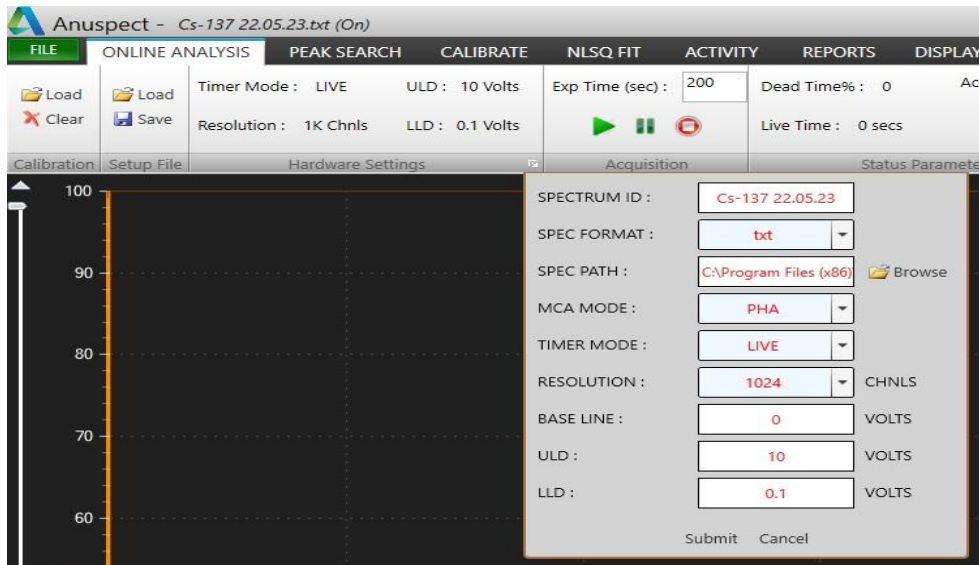 Anuspect - Cs-137 22.05.23.txt (On)
FILE ONLINE ANALYSIS PEAK SEARCH CALIBRATE NLSQ FIT ACTIVITY REPORTS DISPLAY
Load Load Timer Mode : LIVE ULD : 10 Volts Exp Time (sec) : 200 Dead Time% : 0 Ac
Clear Save Resolution : 1K Chnls LLD : 0.1 Volts Live Time : 0 secs
Calibration Setup File Hardware Settings Acquisition Status Paramete
100
90
80
70
60
SPECTRUM ID : Cs-137 22.05.23
SPEC FORMAT : txt
SPEC PATH : C:\Program Files (x86) Browse
MCA MODE : PHA
TIMER MODE : LIVE
RESOLUTION : 1024 CHNLS
BASE LINE : 0 VOLTS
ULD : 10 VOLTS
LLD : 0.1 VOLTS
Submit Cancel